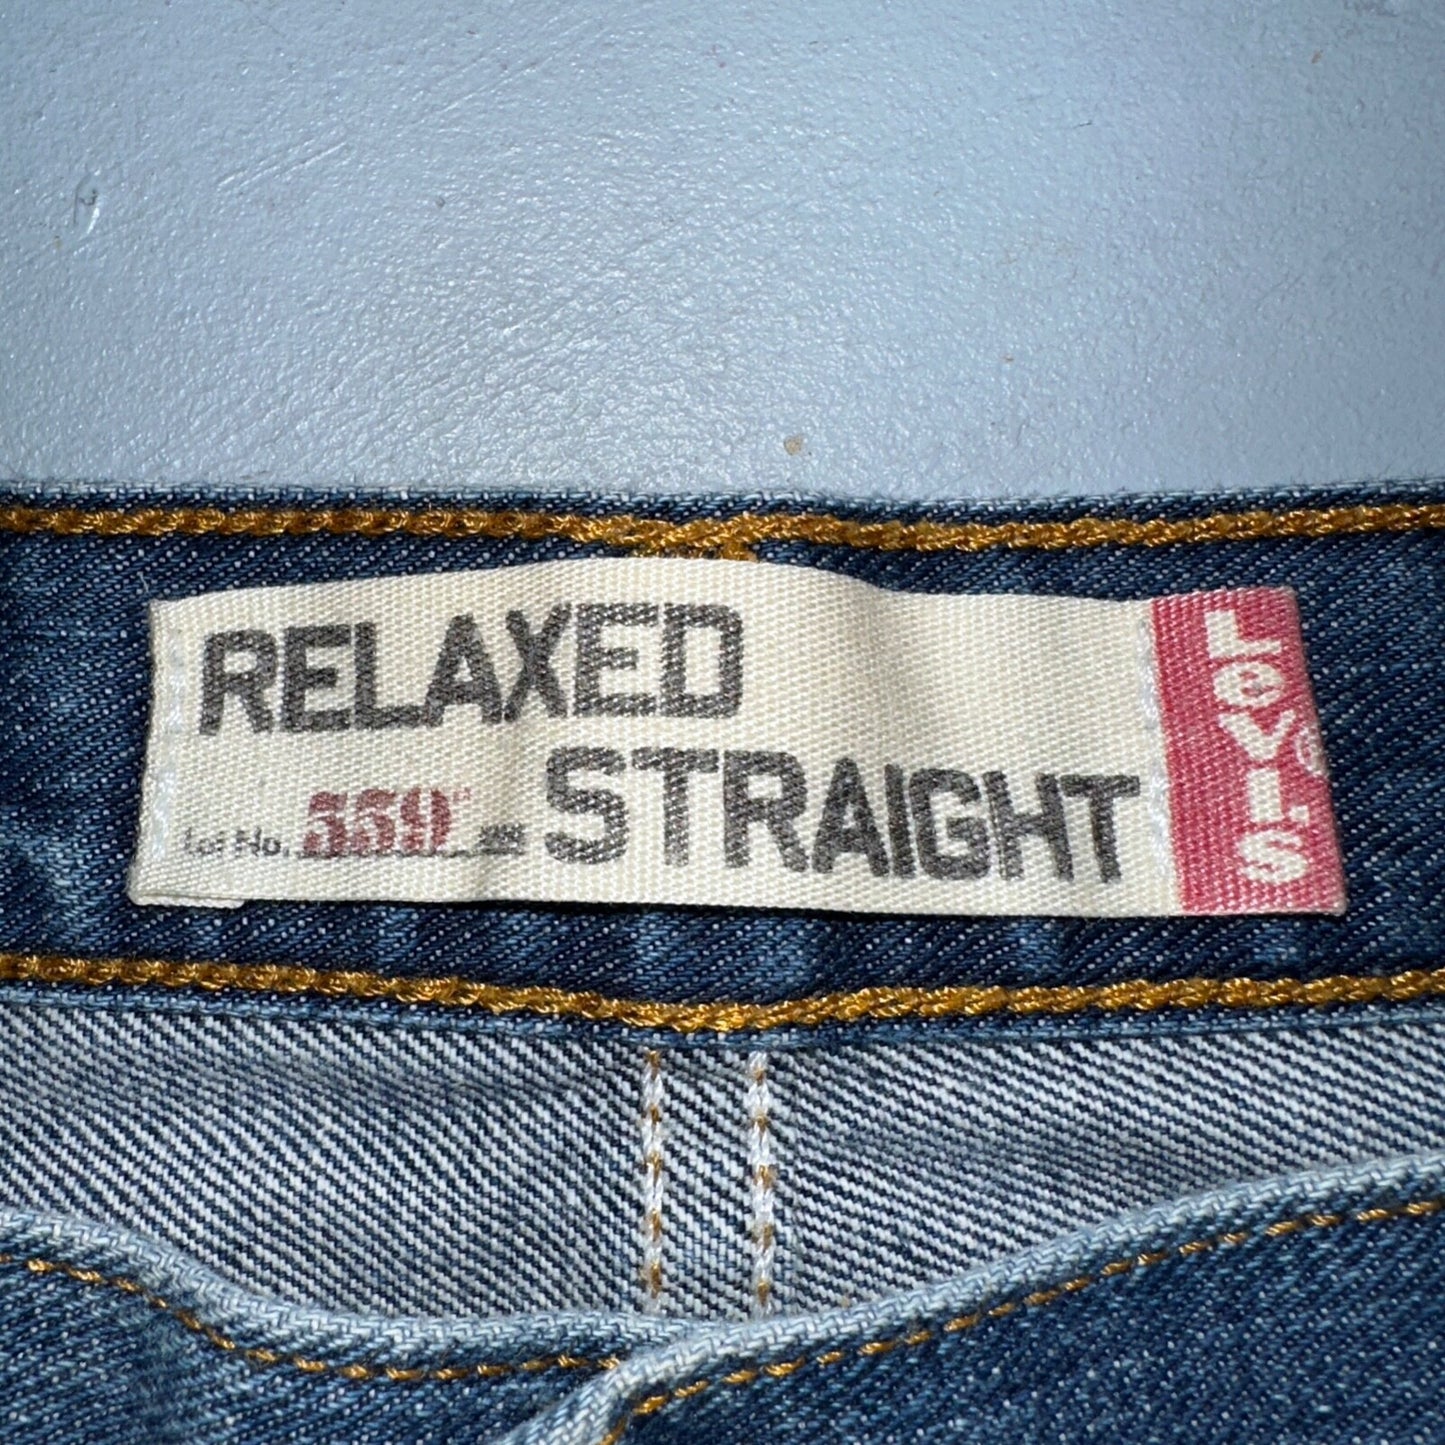 RELAXED
Lot No. 559 STRAIGHT
LeVI'S®